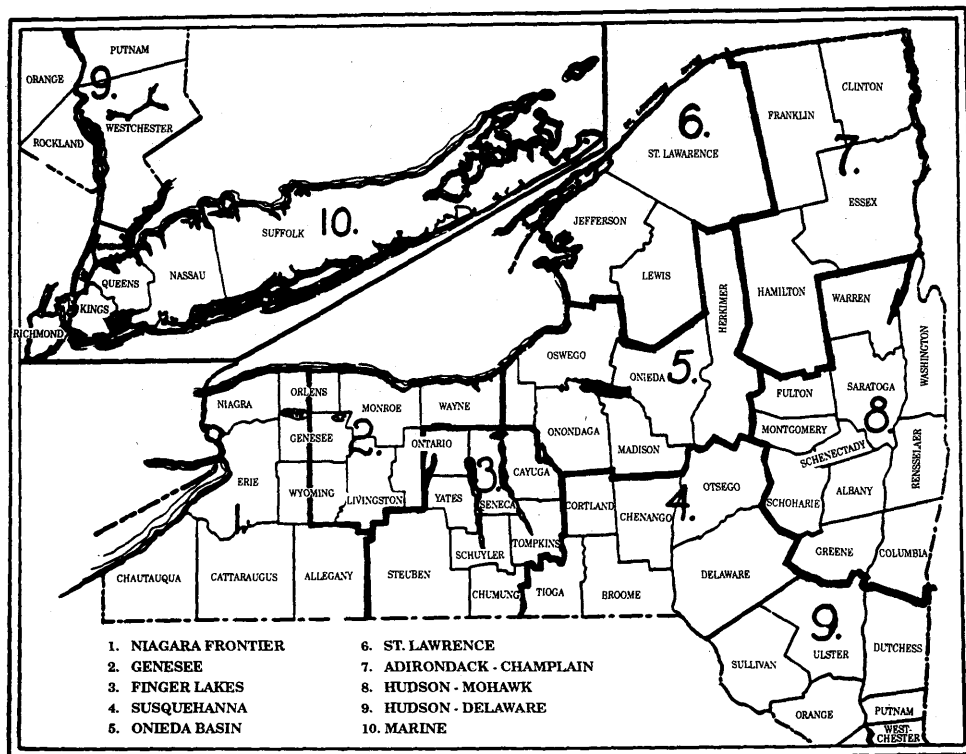 PUTNAM
ORANGE
9.
WESTCHESTER
ROCKLAND
SUFFOLK
10.
QUEENS
NASSAU
KINGS
RICHMOND
6.
ST. LAWARENCE
FRANKLIN
CLINTON
7.
ESSEX
JEFFERSON
LEWIS
HERKIMER
HAMILTON
WARREN
WASHINGTON
OSWEGO
ONIEDA
5.
FULTON
SARATOGA
8.
MONTGOMERY
SCHENECTADY
RENSSELAER
NIAGRA
ORLENS
MONROE
WAYNE
GENESEE
2.
ONTARIO
ONONDAGA
MADISON
ERIE
WYOMING
LIVINGSTON
YATES
3.
SENECA
CAYUGA
CORTLAND
CHENANGO
4.
OTSEGO
SCHOHARIE
ALBANY
1.
SCHUYLER
TOMPKINS
GREENE
COLUMBIA
CHAUTAUQUA
CATTARAUGUS
ALLEGANY
STEUBEN
CHUMUNG
TIOGA
BROOME
DELAWARE
9.
ULSTER
DUTCHESS
SULLIVAN
ORANGE
PUTNAM
WEST-
CHESTER
1. NIAGARA FRONTIER
2. GENESEE
3. FINGER LAKES
4. SUSQUEHANNA
5. ONIEDA BASIN
6. ST. LAWRENCE
7. ADIRONDACK - CHAMPLAIN
8. HUDSON - MOHAWK
9. HUDSON - DELAWARE
10. MARINE